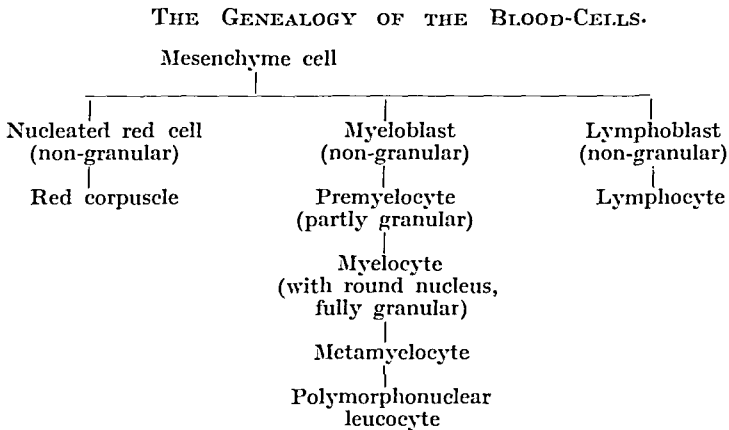 THE GENEALOGY OF THE BLOOD-CELLS.
Mesenchyme cell
Nucleated red cell
(non-granular)
Red corpuscle
Myeloblast
(non-granular)
Premyelocyte
(partly granular)
Myelocyte
(with round nucleus,
fully granular)
Metamyelocyte
Polymorphonuclear
leucocyte
Lymphoblast
(non-granular)
Lymphocyte